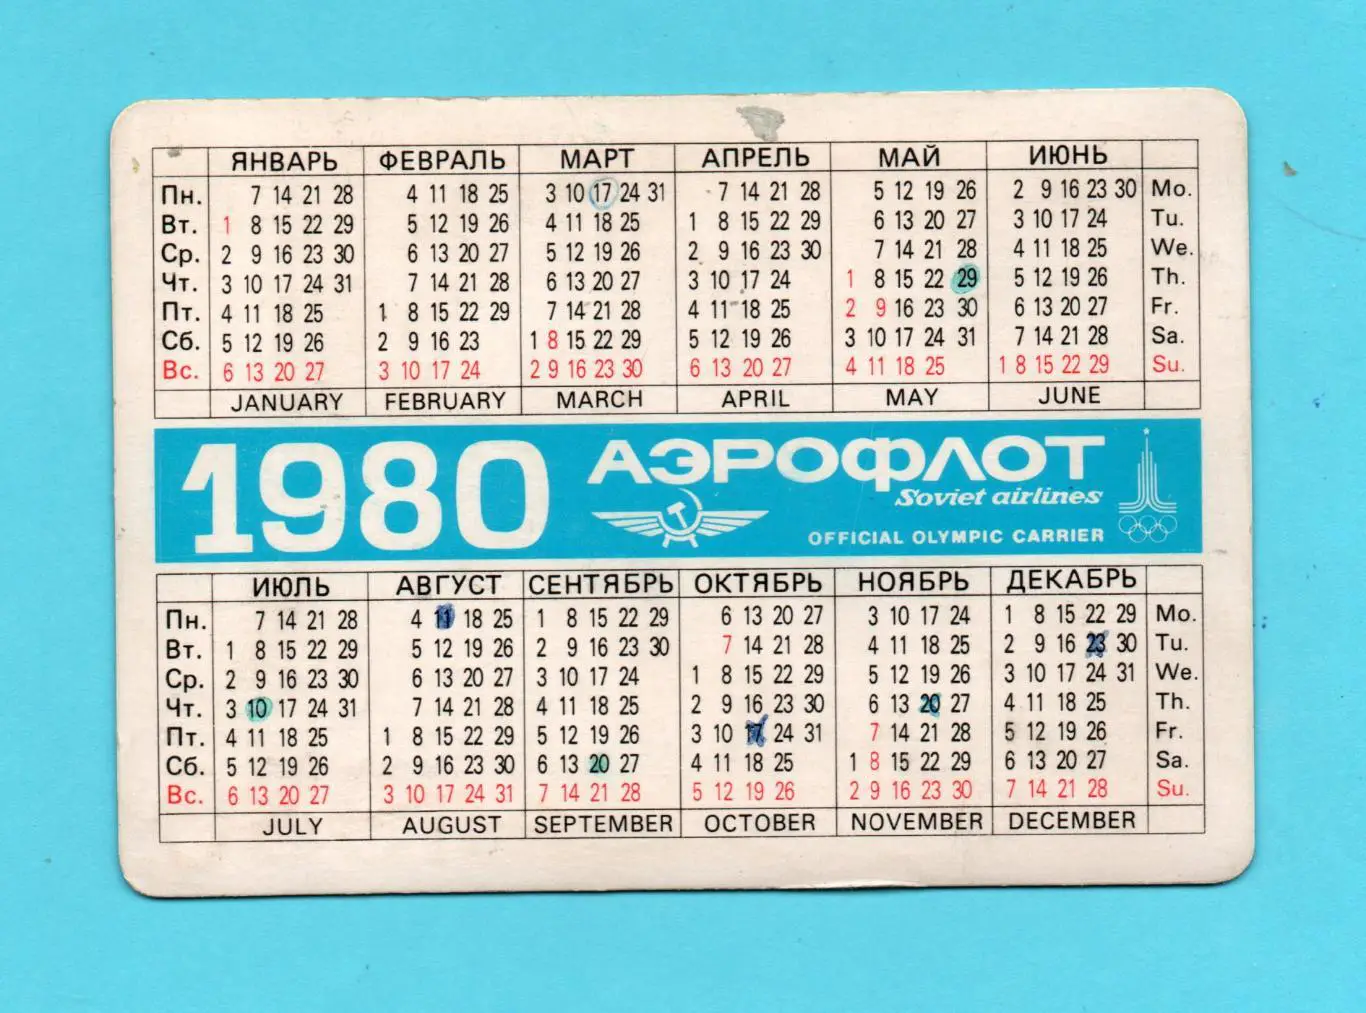 ЯНВАРЬ ФЕВРАЛЬ МАРТ АПРЕЛЬ МАЙ ИЮНЬ
Пн. 7 14 21 28 4 11 18 25 3 10 17 24 31 7 14 21 28 5 12 19 26 2 9 16 23 30 Mo.
Вт. 1 8 15 22 29 5 12 19 26 4 11 18 25 1 8 15 22 29 6 13 20 27 3 10 17 24 Tu.
Ср. 2 9 16 23 30 6 13 20 27 5 12 19 26 2 9 16 23 30 7 14 21 28 4 11 18 25 We.
Чт. 3 10 17 24 31 7 14 21 28 6 13 20 27 3 10 17 24 1 8 15 22 29 5 12 19 26 Th.
Пт. 4 11 18 25 1 8 15 22 29 7 14 21 28 4 11 18 25 2 9 16 23 30 6 13 20 27 Fr.
Сб. 5 12 19 26 2 9 16 23 1 8 15 22 29 5 12 19 26 3 10 17 24 31 7 14 21 28 Sa.
Вс. 6 13 20 27 3 10 17 24 2 9 16 23 30 6 13 20 27 4 11 18 25 1 8 15 22 29 Su.
JANUARY FEBRUARY MARCH APRIL MAY JUNE
1980 АЭРОФЛОТ
Soviet airlines
OFFICIAL OLYMPIC CARRIER
ИЮЛЬ АВГУСТ СЕНТЯБРЬ ОКТЯБРЬ НОЯБРЬ ДЕКАБРЬ
Пн. 7 14 21 28 4 11 18 25 1 8 15 22 29 6 13 20 27 3 10 17 24 1 8 15 22 29 Mo.
Вт. 1 8 15 22 29 5 12 19 26 2 9 16 23 30 7 14 21 28 4 11 18 25 2 9 16 23 30 Tu.
Ср. 2 9 16 23 30 6 13 20 27 3 10 17 24 1 8 15 22 29 5 12 19 26 3 10 17 24 31 We.
Чт. 3 10 17 24 31 7 14 21 28 4 11 18 25 2 9 16 23 30 6 13 20 27 4 11 18 25 Th.
Пт. 4 11 18 25 1 8 15 22 29 5 12 19 26 3 10 17 24 31 7 14 21 28 5 12 19 26 Fr.
Сб. 5 12 19 26 2 9 16 23 30 6 13 20 27 4 11 18 25 1 8 15 22 29 6 13 20 27 Sa.
Вс. 6 13 20 27 3 10 17 24 31 7 14 21 28 5 12 19 26 2 9 16 23 30 7 14 21 28 Su.
JULY AUGUST SEPTEMBER OCTOBER NOVEMBER DECEMBER